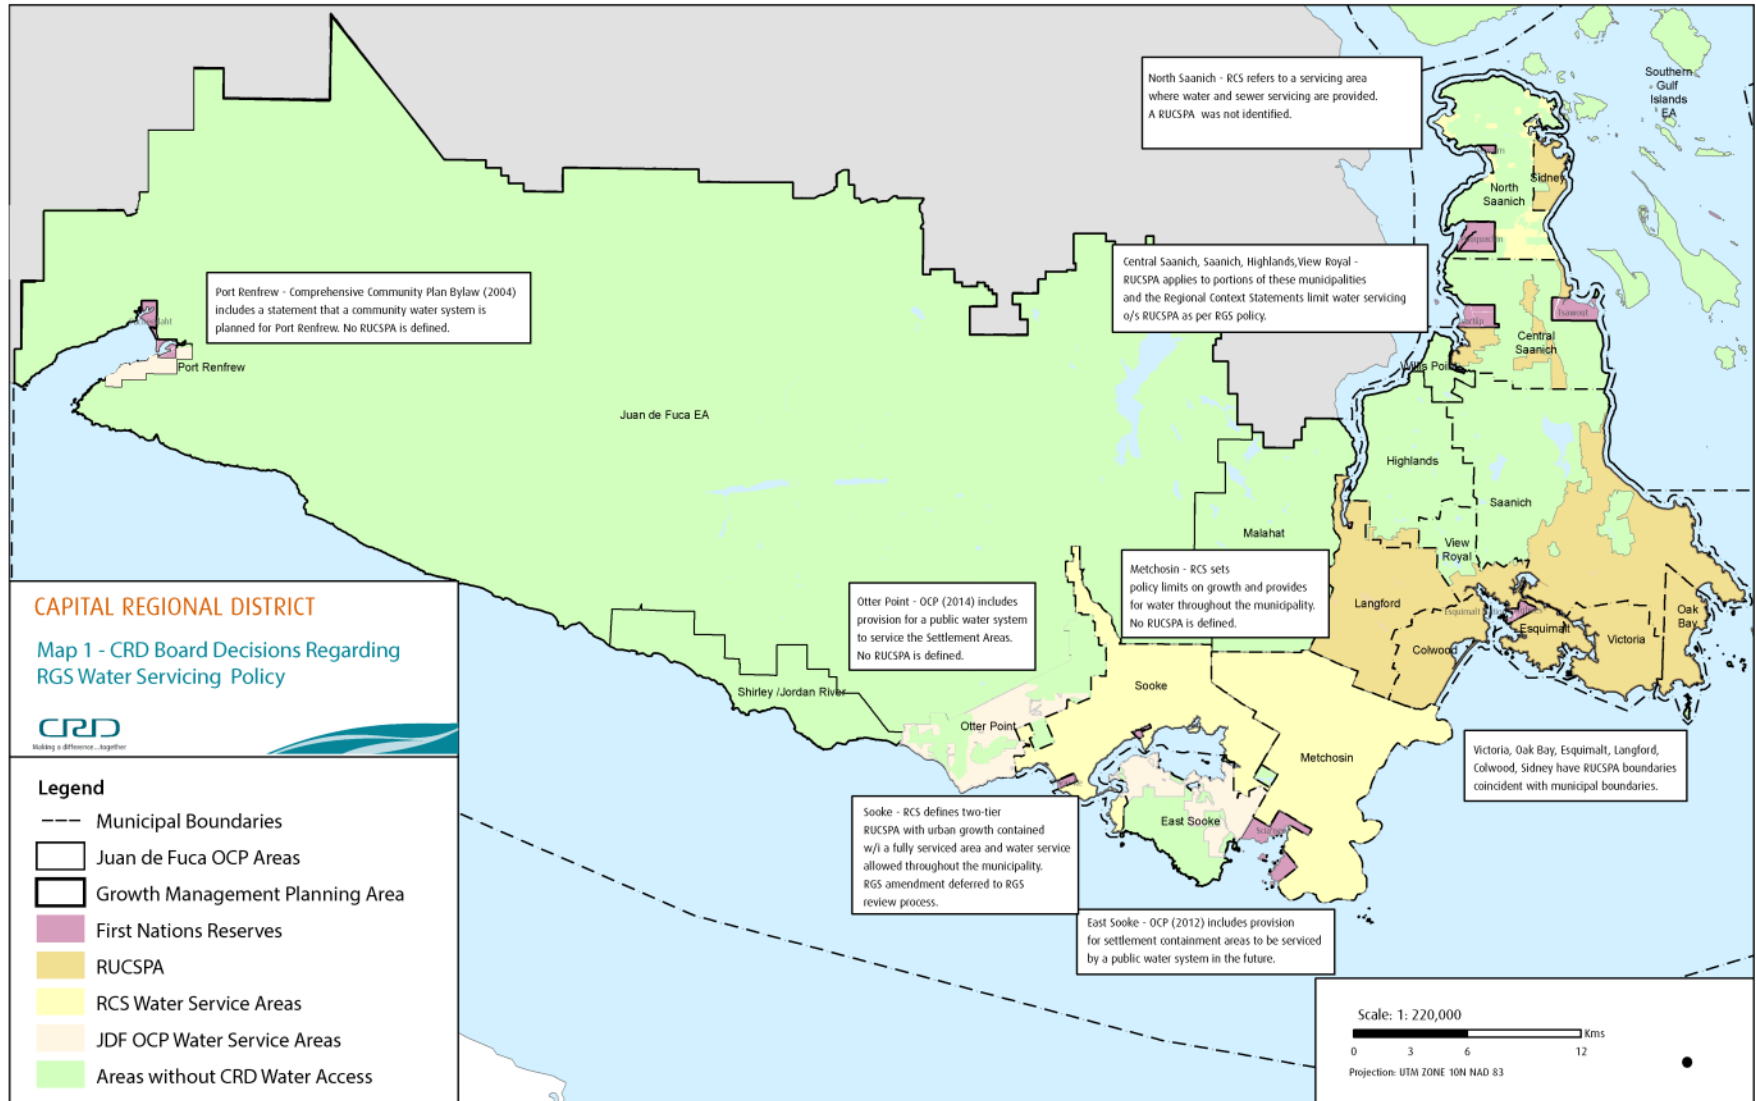 North Saanich - RCS refers to a servicing area
where water and sewer servicing are provided.
A RUCSPA was not identified.
Southern
Gulf
Islands
EA
Sidney
North
Saanich
Central Saanich, Saanich, Highlands,View Royal -
RUCSPA applies to portions of these municipalities
and the Regional Context Statements limit water servicing
o/s RUCSPA as per RGS policy.
Port Renfrew - Comprehensive Community Plan Bylaw (2004)
includes a statement that a community water system is
planned for Port Renfrew. No RUCSPA is defined.
Tsawout
Central
Saanich
Port Renfrew
Willis Point
Juan de Fuca EA
Highlands
Saanich
Malahat
View
Royal
Metchosin - RCS sets
policy limits on growth and provides
for water throughout the municipality.
No RUCSPA is defined.
Otter Point - OCP (2014) includes
provision for a public water system
to service the Settlement Areas.
No RUCSPA is defined.
Langford
Esquimalt
Oak
Bay
Esquimalt
Victoria
Colwood
Sooke
Shirley /Jordan River
Otter Point
Metchosin
Victoria, Oak Bay, Esquimalt, Langford,
Colwood, Sidney have RUCSPA boundaries
coincident with municipal boundaries.
East Sooke
Sooke - RCS defines two-tier
RUCSPA with urban growth contained
w/i a fully serviced area and water service
allowed throughout the municipality.
RGS amendment deferred to RGS
review process.
East Sooke - OCP (2012) includes provision
for settlement containment areas to be serviced
by a public water system in the future.
CAPITAL REGIONAL DISTRICT
Map 1 - CRD Board Decisions Regarding
RGS Water Servicing Policy
CRD
Making a difference...together
Legend
Municipal Boundaries
Juan de Fuca OCP Areas
Growth Management Planning Area
First Nations Reserves
RUCSPA
RCS Water Service Areas
JDF OCP Water Service Areas
Areas without CRD Water Access
Scale: 1: 220,000
Kms
0 3 6 12
Projection: UTM ZONE 10N NAD 83